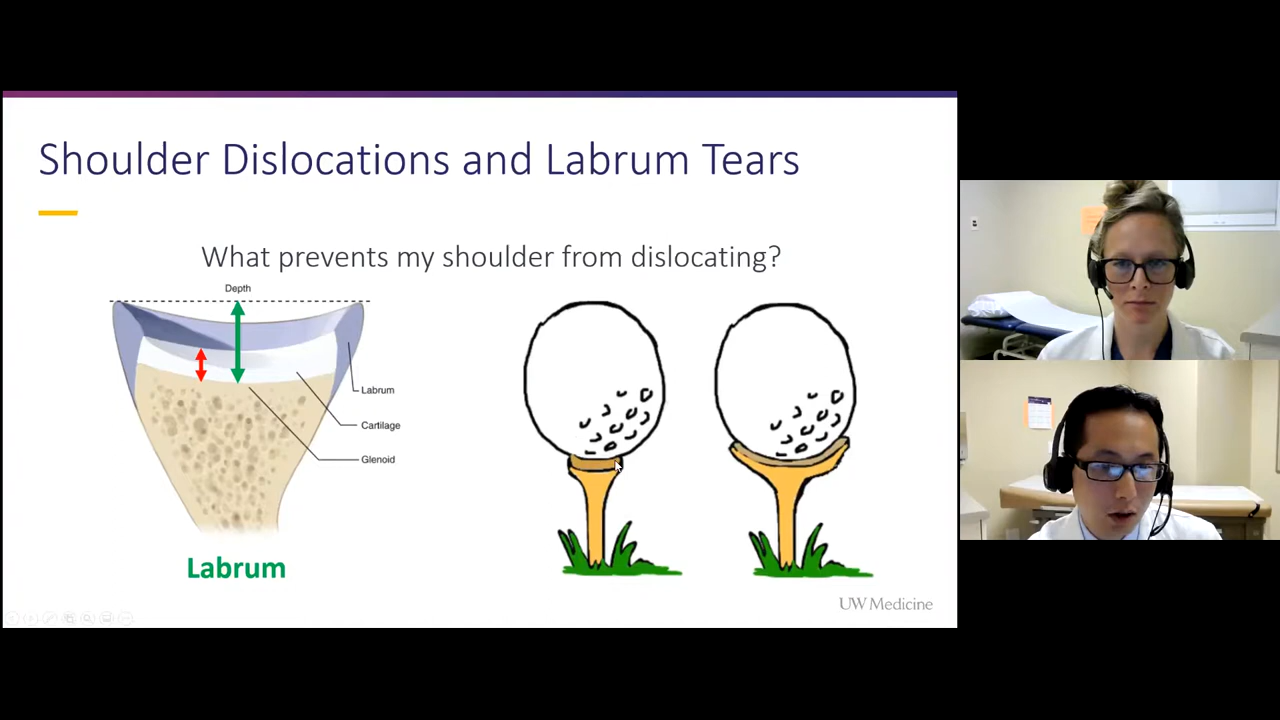 Shoulder Dislocations and Labrum Tears
What prevents my shoulder from dislocating?
Depth
Labrum
Cartilage
Glenoid
Labrum
UW Medicine